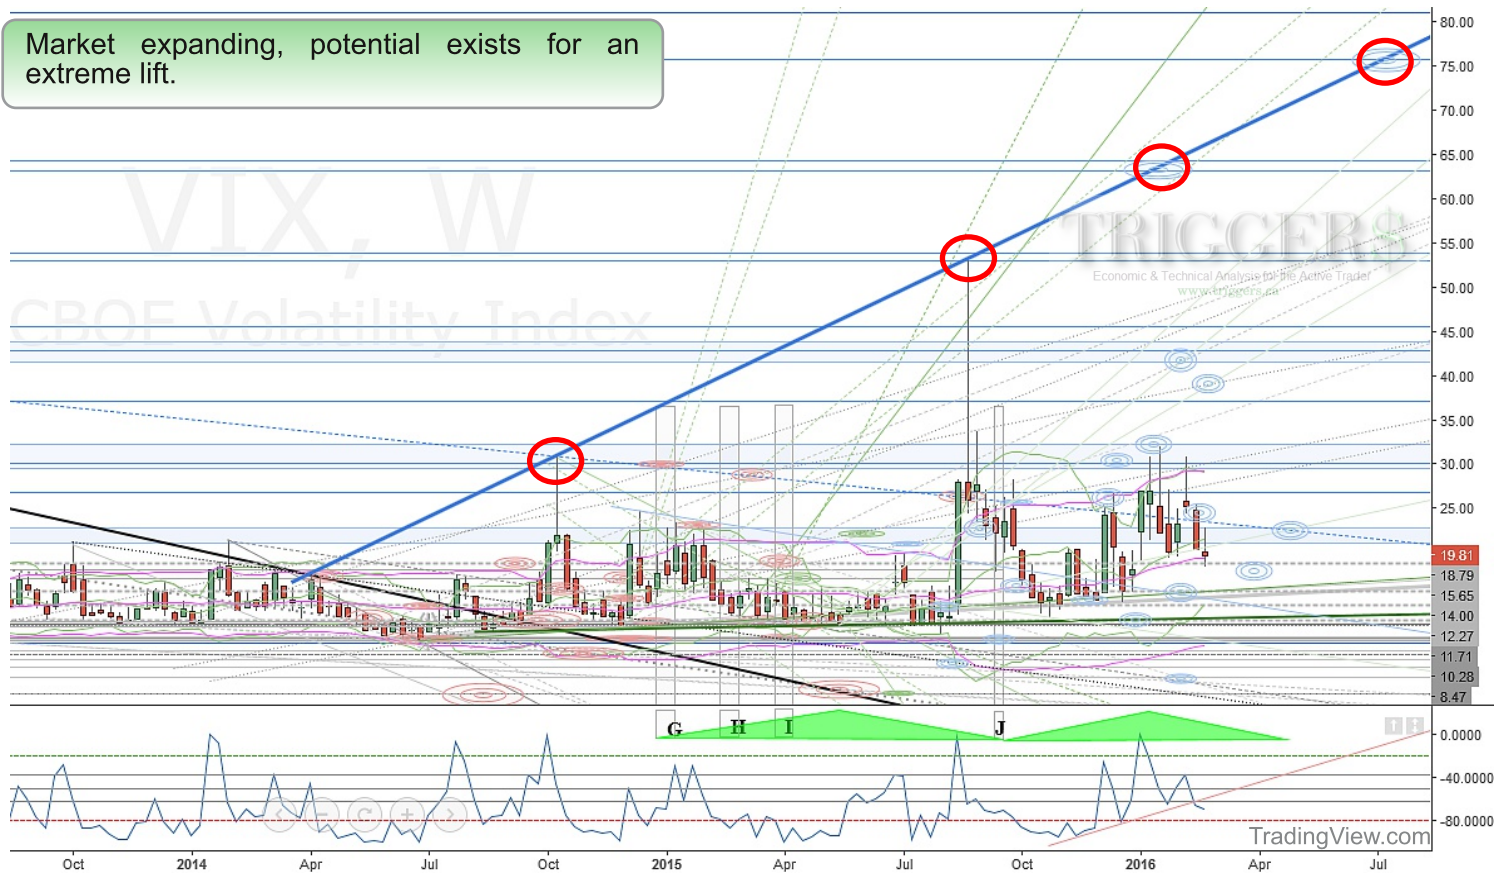 Market expanding, potential exists for an
extreme lift.
VIX, W
CBOE Volatility Index
TRIGGER$
Economic & Technical Analysis for the Active Trader
www.triggers.ca
80.00
75.00
70.00
65.00
60.00
55.00
50.00
45.00
40.00
35.00
30.00
25.00
19.81
18.79
15.65
14.00
12.27
11.71
10.28
8.47
G H I J
0.0000
-40.0000
-80.0000
TradingView.com
Oct 2014 Apr Jul Oct 2015 Apr Jul Oct 2016 Apr Jul